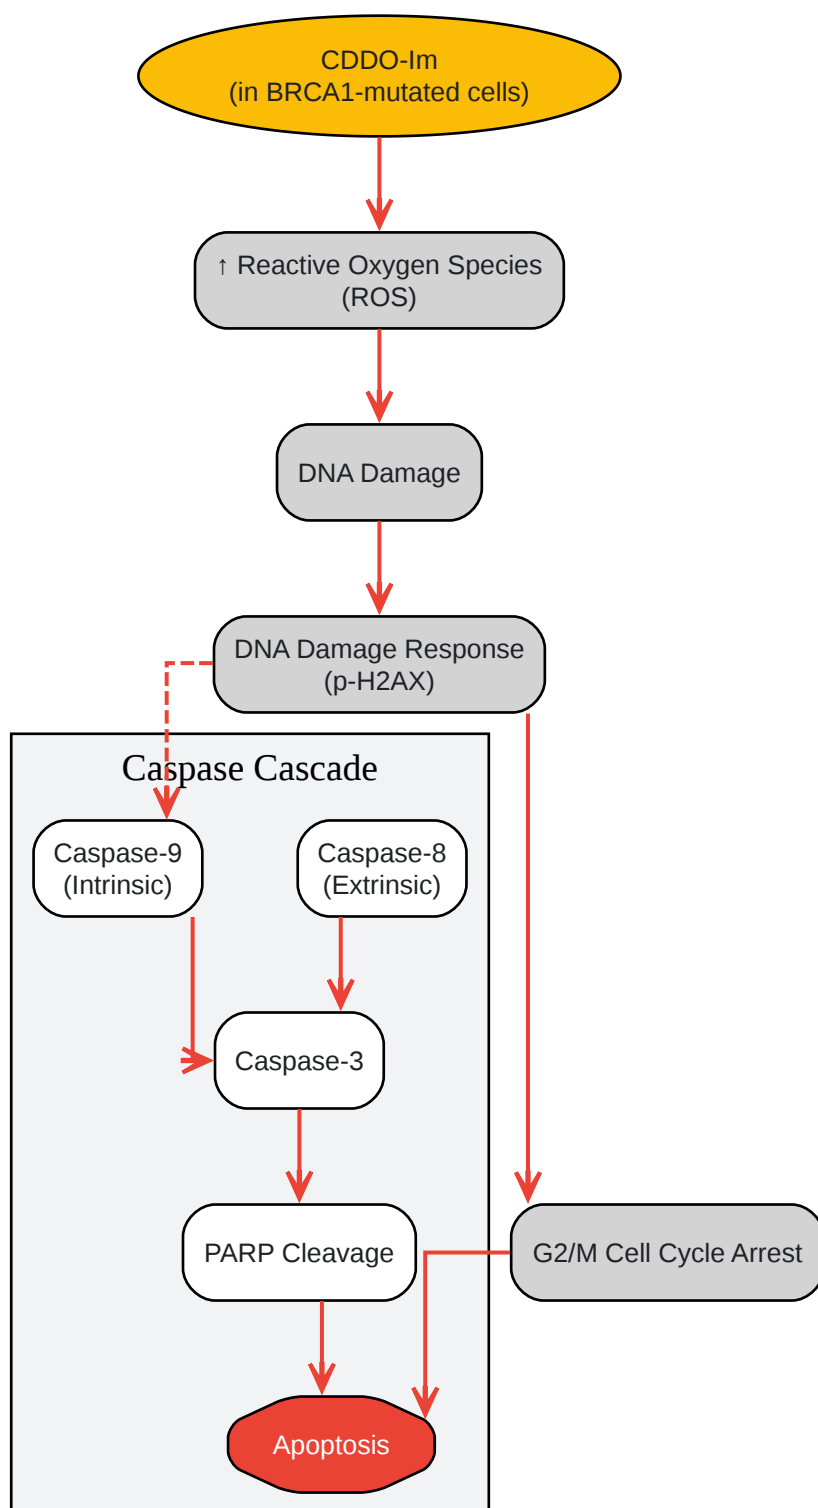 CDDO-Im
(in BRCA1-mutated cells)
↑ Reactive Oxygen Species
(ROS)
DNA Damage
DNA Damage Response
(p-H2AX)
Caspase Cascade
Caspase-9
(Intrinsic)
Caspase-8
(Extrinsic)
Caspase-3
PARP Cleavage
G2/M Cell Cycle Arrest
Apoptosis